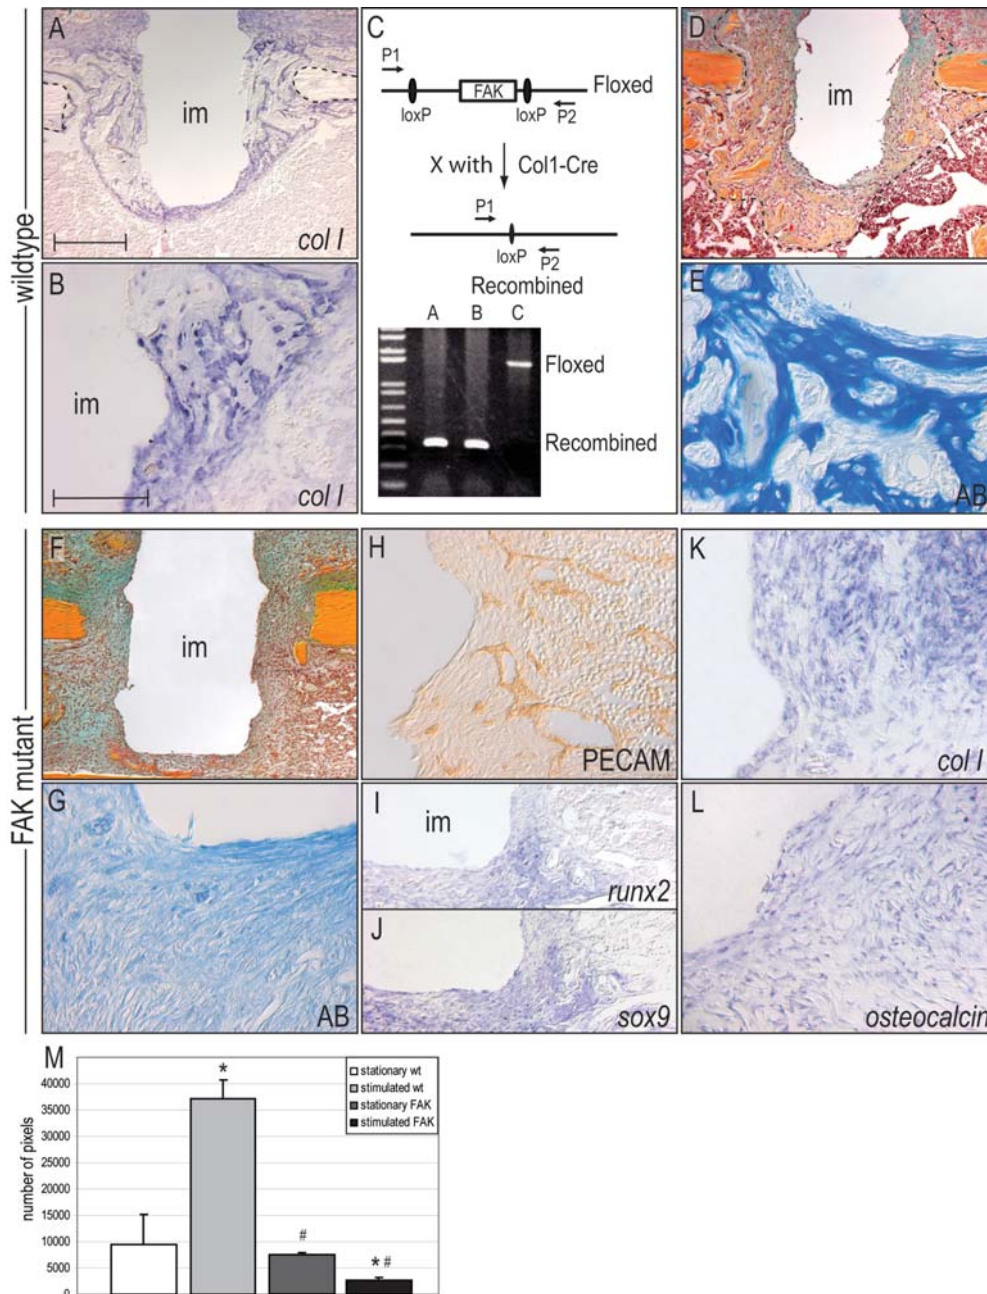 wildtype
A
im
col I
B
im
col I
C
P1
FAK
Floxed
loxP
loxP
P2
X with
Col1-Cre
P1
loxP
P2
Recombined
A B C
Floxed
Recombined
D
E
AB
FAK mutant
F
im
G
AB
H
PECAM
I
im
runx2
J
sox9
K
col I
L
osteocalcin
M
number of pixels
40000
35000
30000
25000
20000
15000
10000
5000
0
*
#
* #
stationary wt
stimulated wt
stationary FAK
stimulated FAK